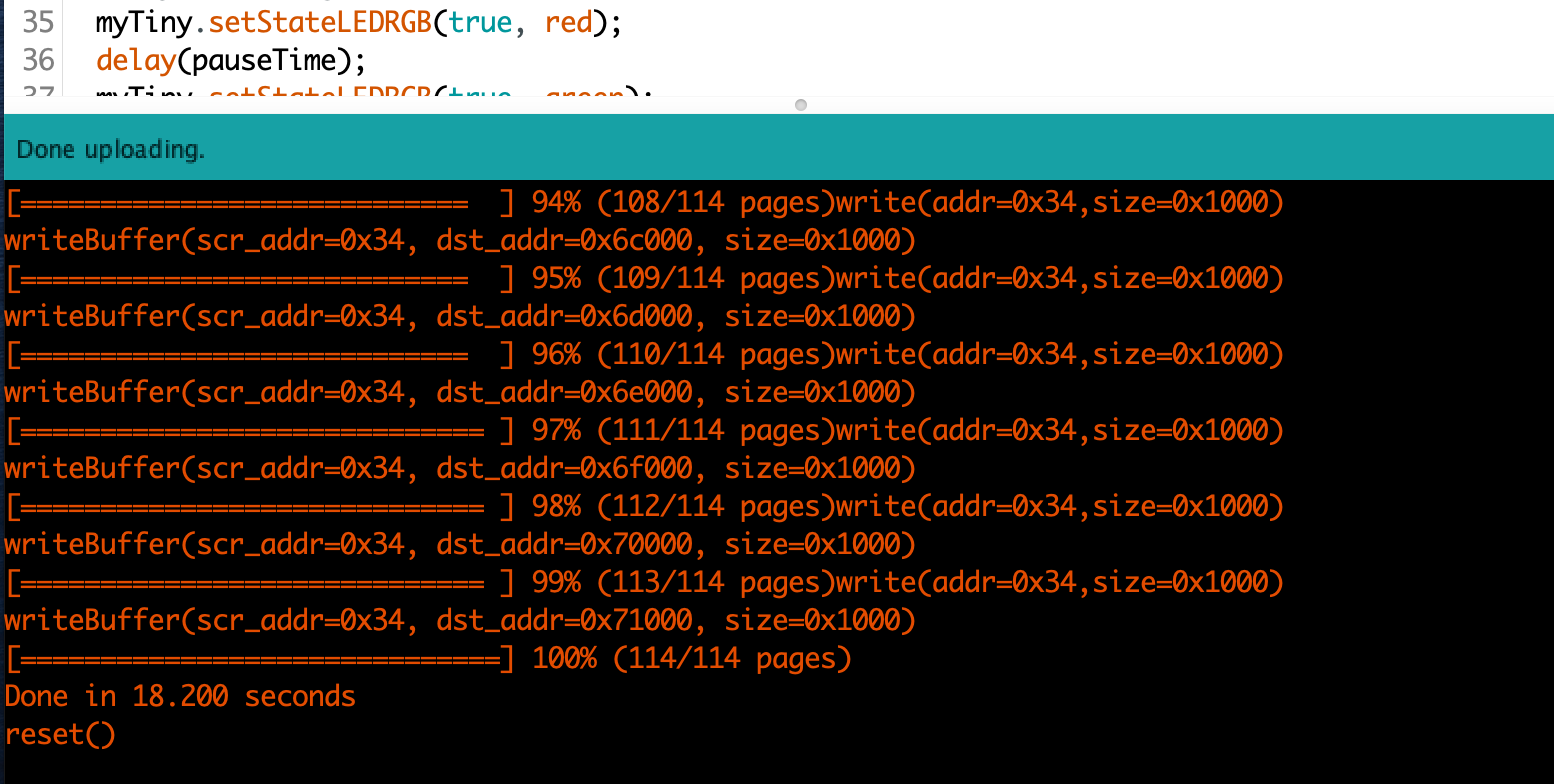 35 myTiny.setStateLEDRGB(true, red);
36 delay(pauseTime);
37 myTiny.setStateLEDRGB(true, green);
Done uploading.
[============================  ] 94% (108/114 pages)write(addr=0x34,size=0x1000)
writeBuffer(scr_addr=0x34, dst_addr=0x6c000, size=0x1000)
[============================  ] 95% (109/114 pages)write(addr=0x34,size=0x1000)
writeBuffer(scr_addr=0x34, dst_addr=0x6d000, size=0x1000)
[============================  ] 96% (110/114 pages)write(addr=0x34,size=0x1000)
writeBuffer(scr_addr=0x34, dst_addr=0x6e000, size=0x1000)
[============================= ] 97% (111/114 pages)write(addr=0x34,size=0x1000)
writeBuffer(scr_addr=0x34, dst_addr=0x6f000, size=0x1000)
[============================= ] 98% (112/114 pages)write(addr=0x34,size=0x1000)
writeBuffer(scr_addr=0x34, dst_addr=0x70000, size=0x1000)
[============================= ] 99% (113/114 pages)write(addr=0x34,size=0x1000)
writeBuffer(scr_addr=0x34, dst_addr=0x71000, size=0x1000)
[==============================] 100% (114/114 pages)
Done in 18.200 seconds
reset()